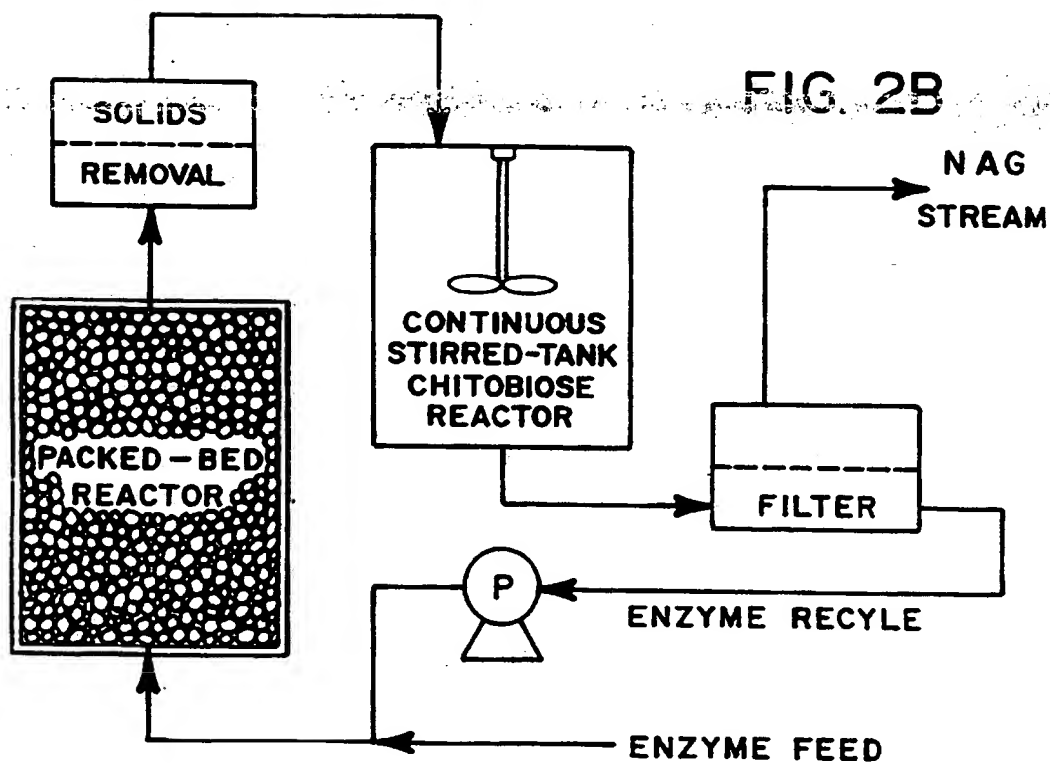 FIG. 2B
SOLIDS
REMOVAL
NAG
STREAM
CONTINUOUS
STIRRED-TANK
CHITOBIOSE
REACTOR
PACKED-BED
REACTOR
FILTER
P
ENZYME RECYLE
ENZYME FEED